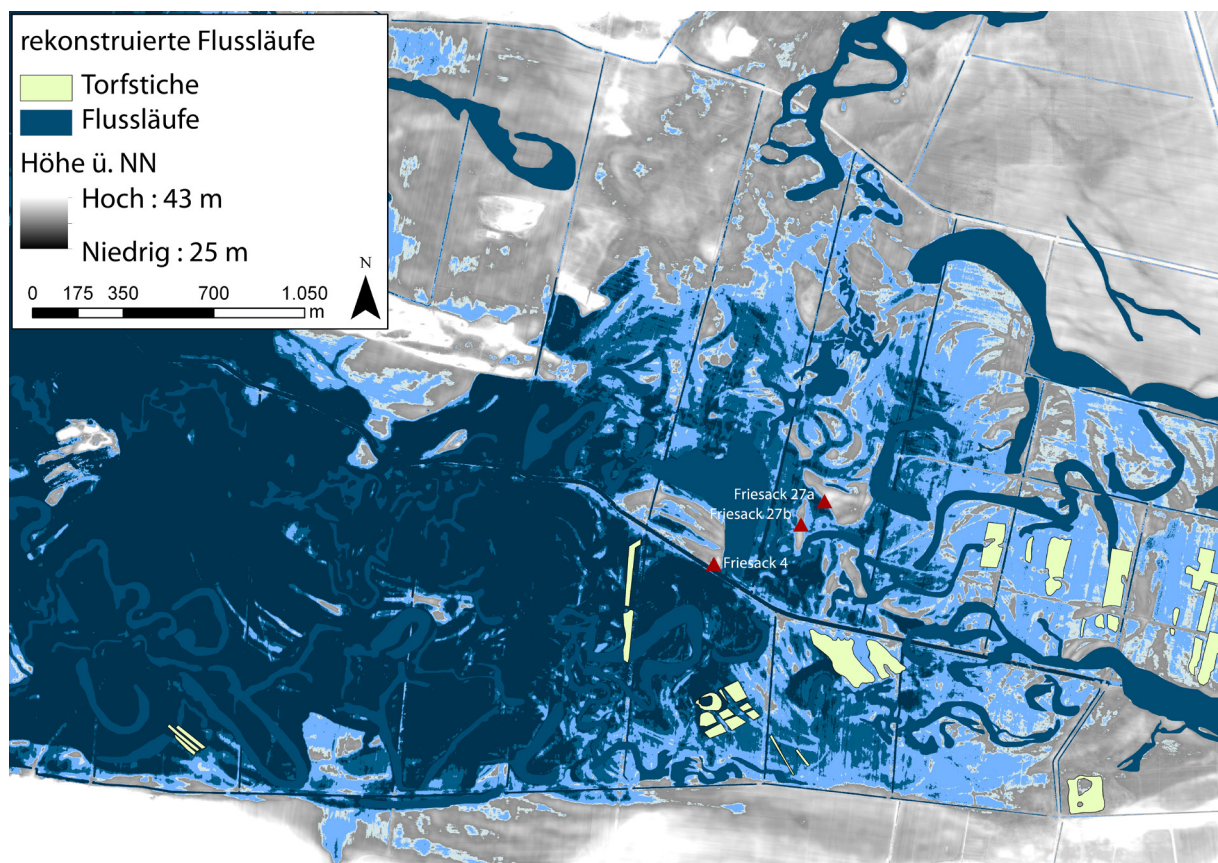 rekonstruierte Flussläufe
Torfstiche
Flussläufe
Höhe ü. NN
Hoch : 43 m
Niedrig : 25 m
N
0 175 350 700 1.050
m
Friesack 27a
Friesack 27b
Friesack 4